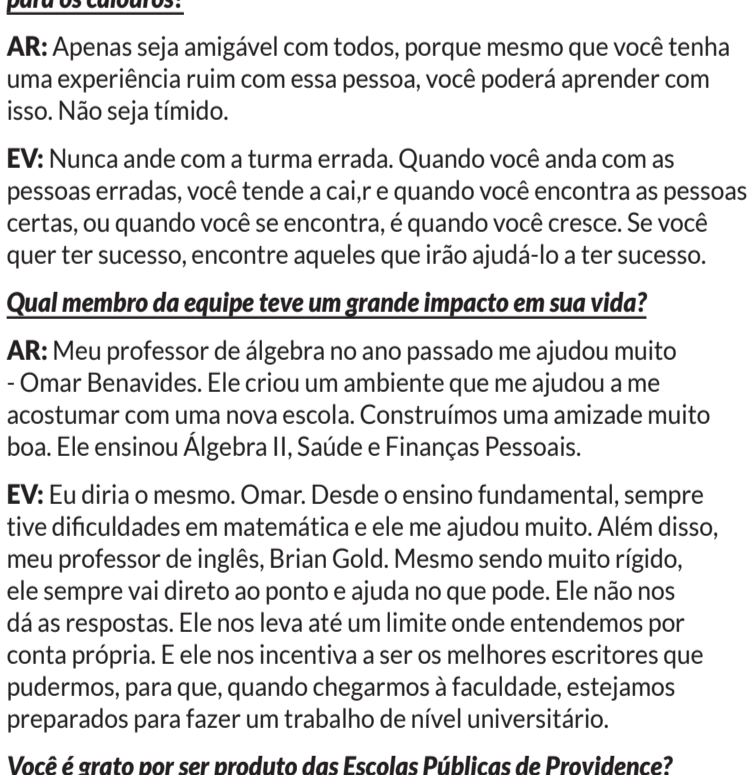 para os calouros?
AR: Apenas seja amigável com todos, porque mesmo que você tenha
uma experiência ruim com essa pessoa, você poderá aprender com
isso. Não seja tímido.
EV: Nunca ande com a turma errada. Quando você anda com as
pessoas erradas, você tende a cai,r e quando você encontra as pessoas
certas, ou quando você se encontra, é quando você cresce. Se você
quer ter sucesso, encontre aqueles que irão ajudá-lo a ter sucesso.
Qual membro da equipe teve um grande impacto em sua vida?
AR: Meu professor de álgebra no ano passado me ajudou muito
- Omar Benavides. Ele criou um ambiente que me ajudou a me
acostumar com uma nova escola. Construímos uma amizade muito
boa. Ele ensinou Álgebra II, Saúde e Finanças Pessoais.
EV: Eu diria o mesmo. Omar. Desde o ensino fundamental, sempre
tive dificuldades em matemática e ele me ajudou muito. Além disso,
meu professor de inglês, Brian Gold. Mesmo sendo muito rígido,
ele sempre vai direto ao ponto e ajuda no que pode. Ele não nos
dá as respostas. Ele nos leva até um limite onde entendemos por
conta própria. E ele nos incentiva a ser os melhores escritores que
pudermos, para que, quando chegarmos à faculdade, estejamos
preparados para fazer um trabalho de nível universitário.
Você é grato por ser produto das Escolas Públicas de Providence?